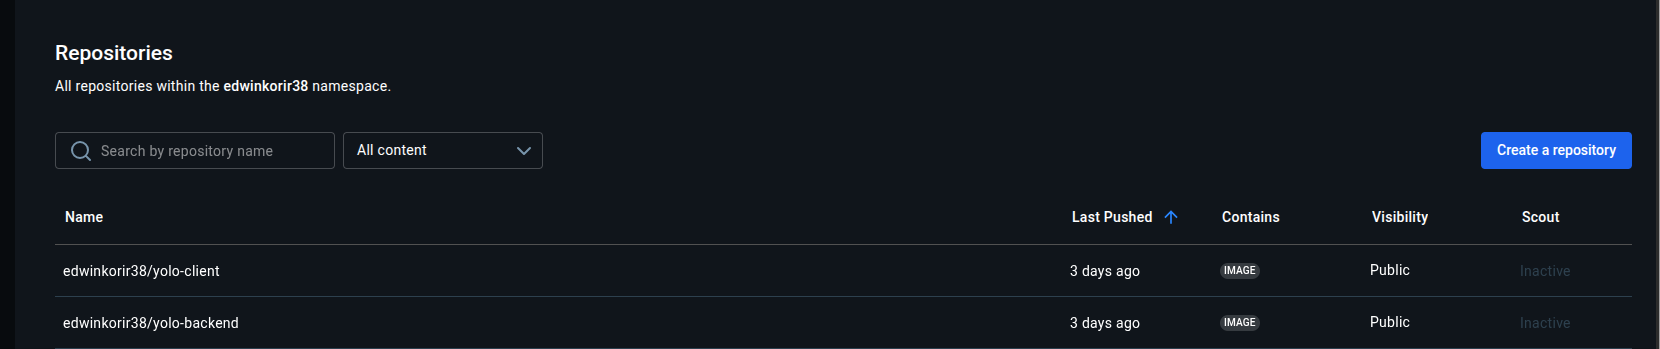 Repositories
All repositories within the edwinkorir38 namespace.
Search by repository name All content Create a repository
Name Last Pushed Contains Visibility Scout
edwinkorir38/yolo-client 3 days ago IMAGE Public Inactive
edwinkorir38/yolo-backend 3 days ago IMAGE Public Inactive